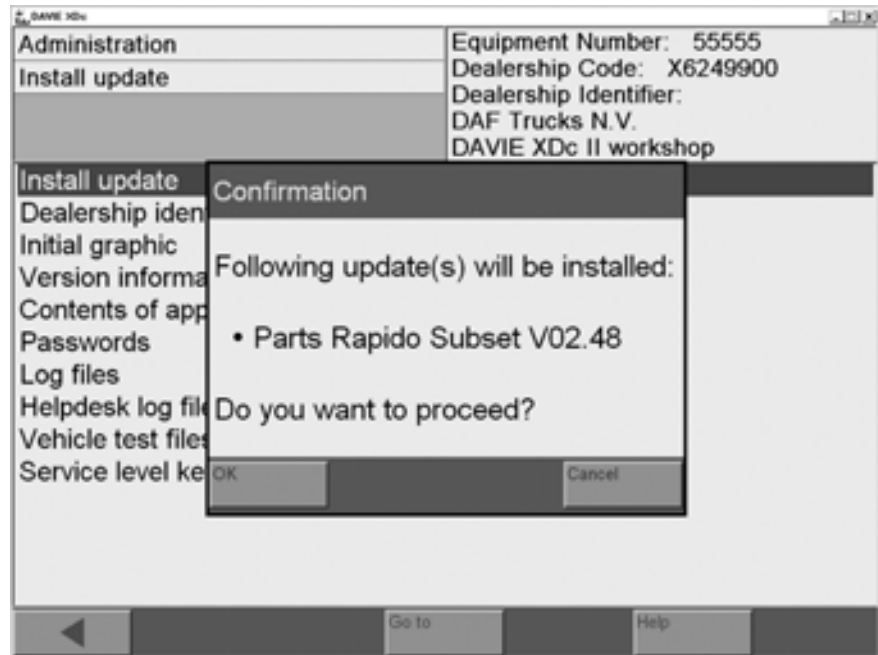 DAVIE XDc
Administration
Install update
Equipment Number: 55555
Dealership Code: X6249900
Dealership Identifier:
DAF Trucks N.V.
DAVIE XDc II workshop
Install update
Dealership iden
Initial graphic
Version informa
Contents of app
Passwords
Log files
Helpdesk log file
Vehicle test files
Service level ke
Confirmation
Following update(s) will be installed:
• Parts Rapido Subset V02.48
Do you want to proceed?
OK
Cancel
Go to
Help